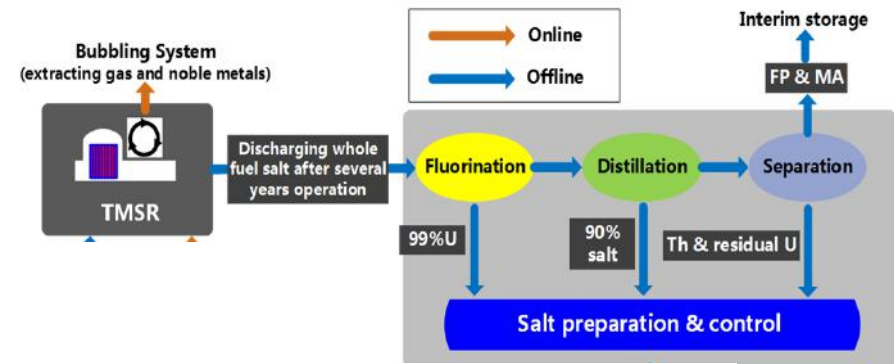 Interim storage
Online
Offline
Bubbling System
(extracting gas and noble metals)
FP & MA
Discharging whole
fuel salt after several
years operation
Fluorination
Distillation
Separation
TMSR
99%U
90%
salt
Th & residual U
Salt preparation & control